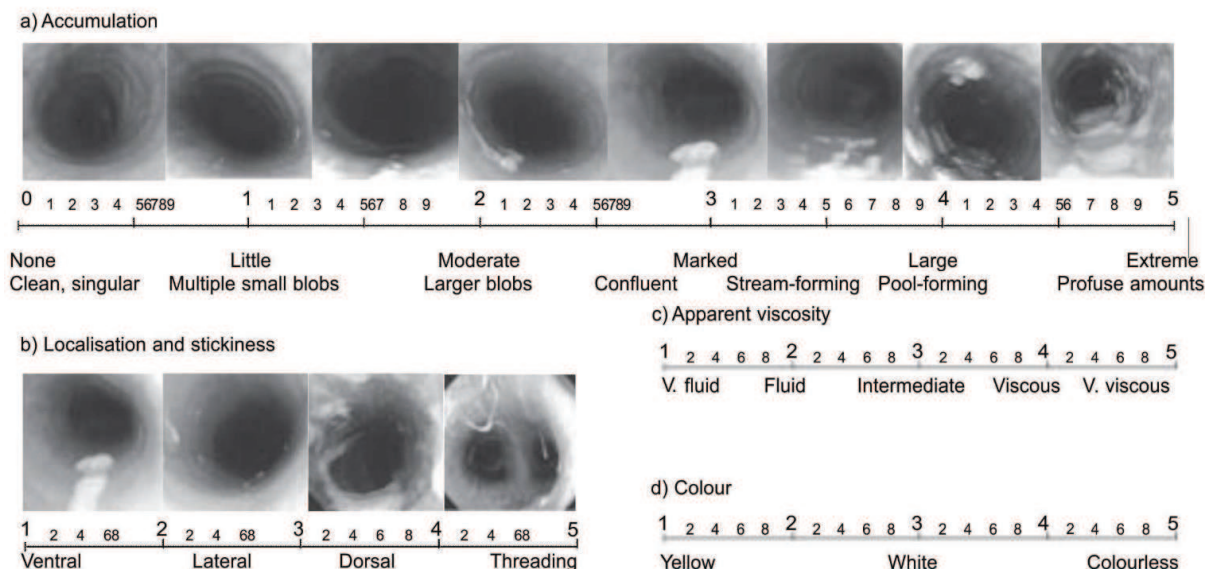 a) Accumulation
0 1 2 3 4 56789 1 1 2 3 4 567 8 9 2 1 2 3 4 56789 3 1 2 3 4 5 6 7 8 9 4 1 2 3 4 56 7 8 9 5
None Little Moderate Marked Large Extreme
Clean, singular Multiple small blobs Larger blobs Confluent Stream-forming Pool-forming Profuse amounts
b) Localisation and stickiness
1 2 4 68 2 2 4 68 3 2 4 6 8 4 2 4 68 5
Ventral Lateral Dorsal Threading
c) Apparent viscosity
1 2 4 6 8 2 2 4 6 8 3 2 4 6 8 4 2 4 6 8 5
V. fluid Fluid Intermediate Viscous V. viscous
d) Colour
1 2 4 6 8 2 2 4 6 8 3 2 4 6 8 4 2 4 6 8 5
Yellow White Colourless